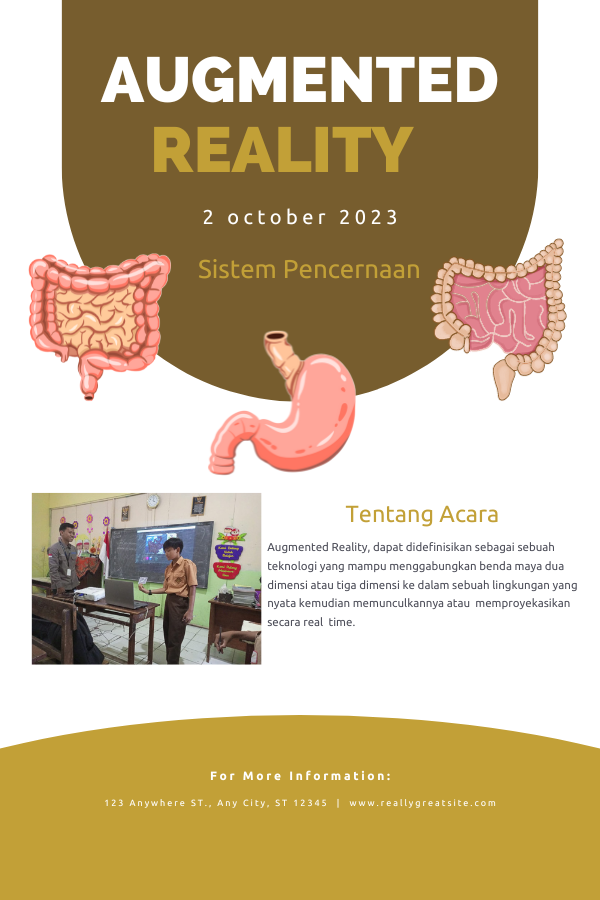 AUGMENTED
REALITY
2 october 2023
Sistem Pencernaan
Tentang Acara
Augmented Reality, dapat didefinisikan sebagai sebuah
teknologi yang mampu menggabungkan benda maya dua
dimensi atau tiga dimensi ke dalam sebuah lingkungan yang
nyata kemudian memunculkannya atau memproyekasikan
secara real time.
For More Information:
123 Anywhere ST., Any City, ST 12345 | www.reallygreatsite.com